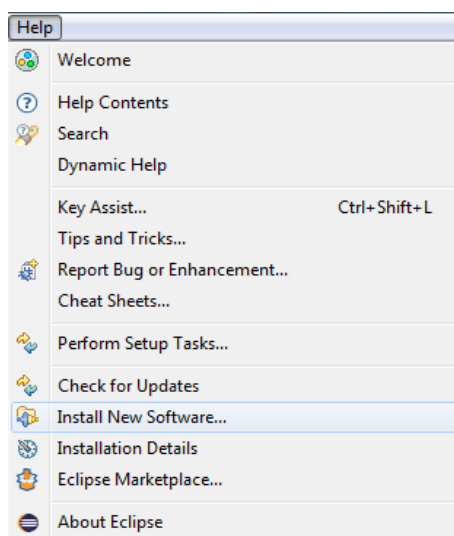 Help
Welcome
Help Contents
Search
Dynamic Help
Key Assist... Ctrl+Shift+L
Tips and Tricks...
Report Bug or Enhancement...
Cheat Sheets...
Perform Setup Tasks...
Check for Updates
Install New Software...
Installation Details
Eclipse Marketplace...
About Eclipse